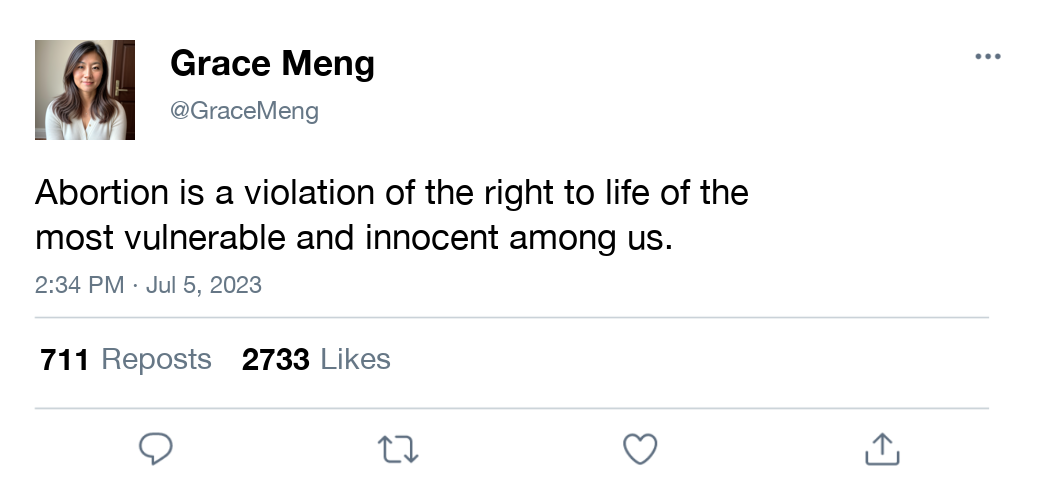 Grace Meng
@GraceMeng
Abortion is a violation of the right to life of the
most vulnerable and innocent among us.
2:34 PM · Jul 5, 2023
711 Reposts 2733 Likes